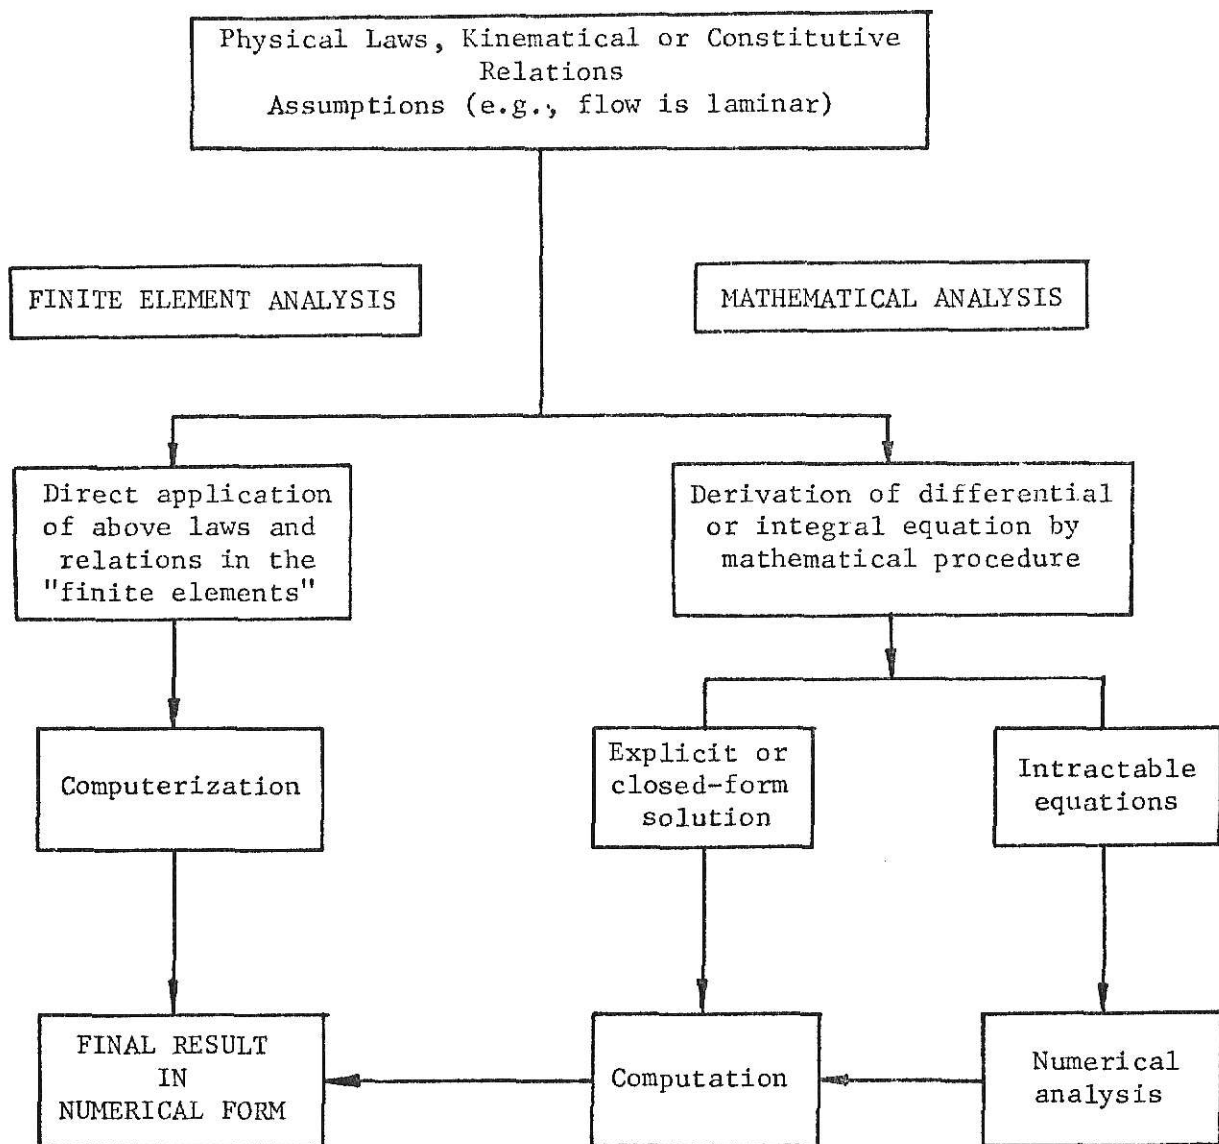 Physical Laws, Kinematical or Constitutive
Relations
Assumptions (e.g., flow is laminar)
FINITE ELEMENT ANALYSIS
MATHEMATICAL ANALYSIS
Direct application
of above laws and
relations in the
"finite elements"
Derivation of differential
or integral equation by
mathematical procedure
Computerization
Explicit or
closed-form
solution
Intractable
equations
FINAL RESULT
IN
NUMERICAL FORM
Computation
Numerical
analysis